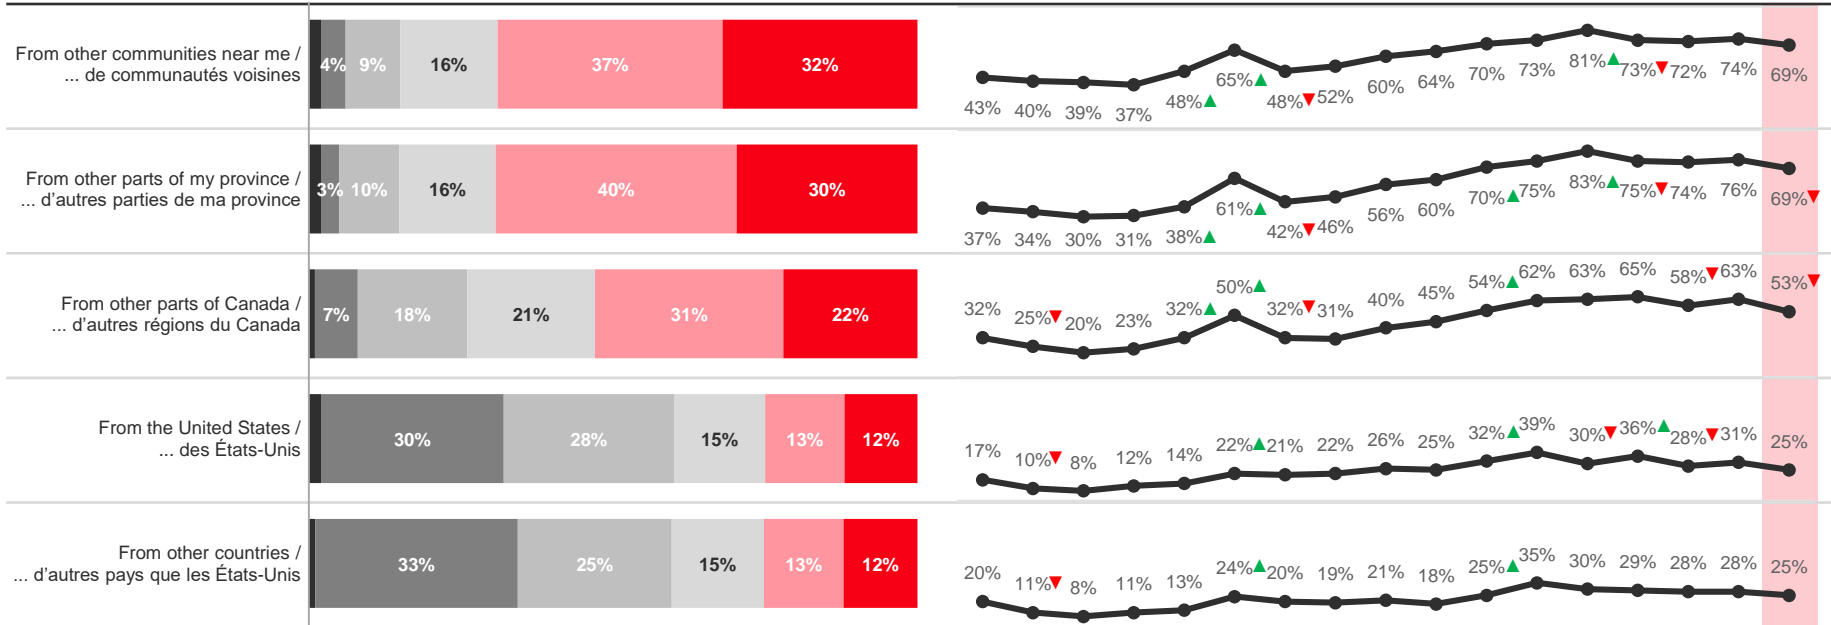 From other communities near me /
... de communautés voisines
4% 9% 16% 37% 32%
43% 40% 39% 37% 48%▲ 65%▲ 48%▼ 52% 60% 64% 70% 73% 81%▲ 73%▼ 72% 74% 69%
From other parts of my province /
... d'autres parties de ma province
3% 10% 16% 40% 30%
37% 34% 30% 31% 38%▲ 61%▲ 42%▼ 46% 56% 60% 70%▲ 75% 83%▲ 75%▼ 74% 76% 69%▼
From other parts of Canada /
... d'autres régions du Canada
7% 18% 21% 31% 22%
32% 25%▼ 20% 23% 32%▲ 50%▲ 32%▼ 31% 40% 45% 54%▲ 62% 63% 65% 58%▼ 63% 53%▼
From the United States /
... des États-Unis
30% 28% 15% 13% 12%
17% 10%▼ 8% 12% 14% 22%▲ 21% 22% 26% 25% 32%▲ 39% 30%▼ 36%▲ 28%▼ 31% 25%
From other countries /
... d'autres pays que les États-Unis
33% 25% 15% 13% 12%
20% 11%▼ 8% 11% 13% 24%▲ 20% 19% 21% 18% 25%▲ 35% 30% 29% 28% 28% 25%